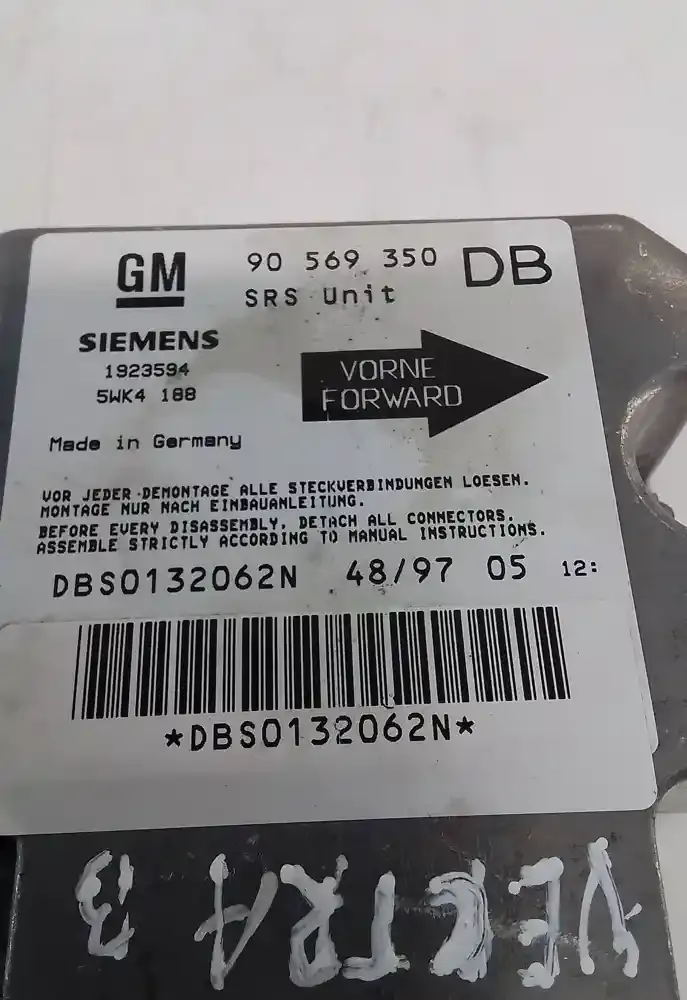 GM
90 569 350 DB
SRS Unit
SIEMENS
1923594
5WK4 188
VORNE
FORWARD
Made in Germany
VOR JEDER DEMONTAGE ALLE STECKVERBINDUNGEN LOESEN.
MONTAGE NUR NACH EINBAUANLEITUNG.
BEFORE EVERY DISASSEMBLY, DETACH ALL CONNECTORS.
ASSEMBLE STRICTLY ACCORDING TO MANUAL INSTRUCTIONS.
DBS0132062N 48/97 05 12:
*DBS0132062N*
VECTRA B